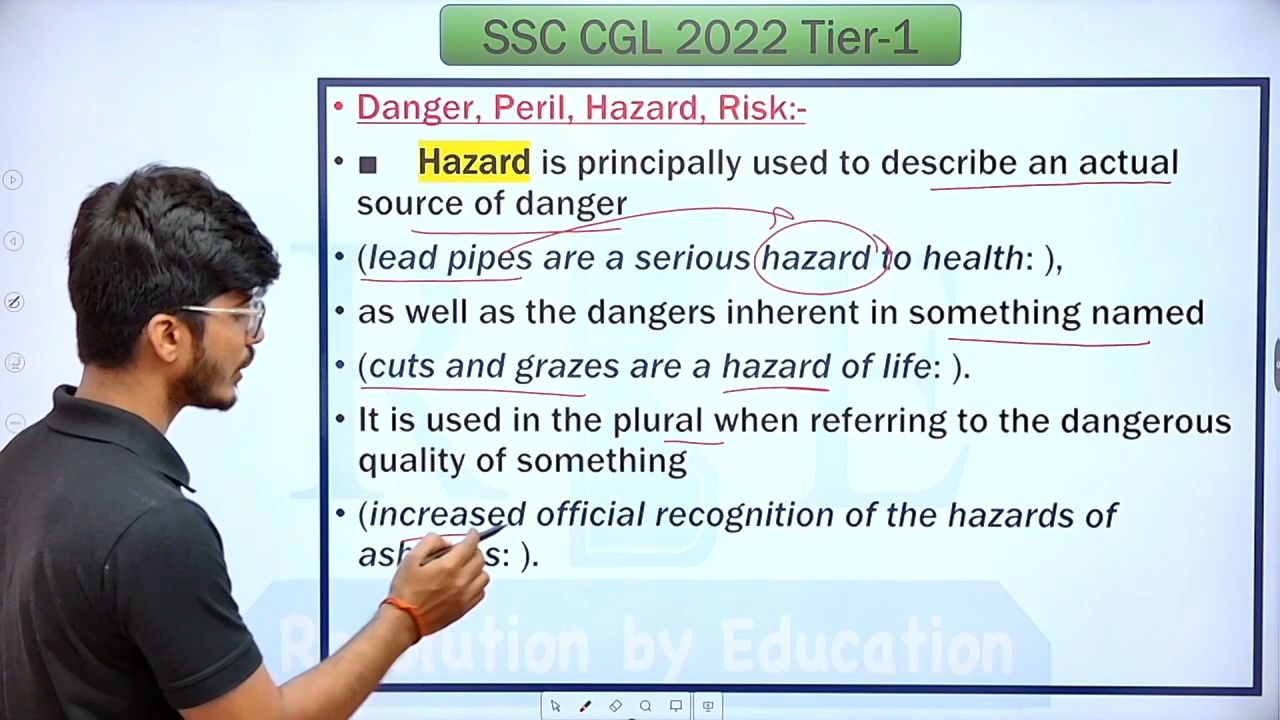 SSC CGL 2022 Tier-1
• Danger, Peril, Hazard, Risk:-
• ■ Hazard is principally used to describe an actual
source of danger
• (lead pipes are a serious hazard to health: ),
• as well as the dangers inherent in something named
• (cuts and grazes are a hazard of life: ).
• It is used in the plural when referring to the dangerous
quality of something
• (increased official recognition of the hazards of
: ).
by Education